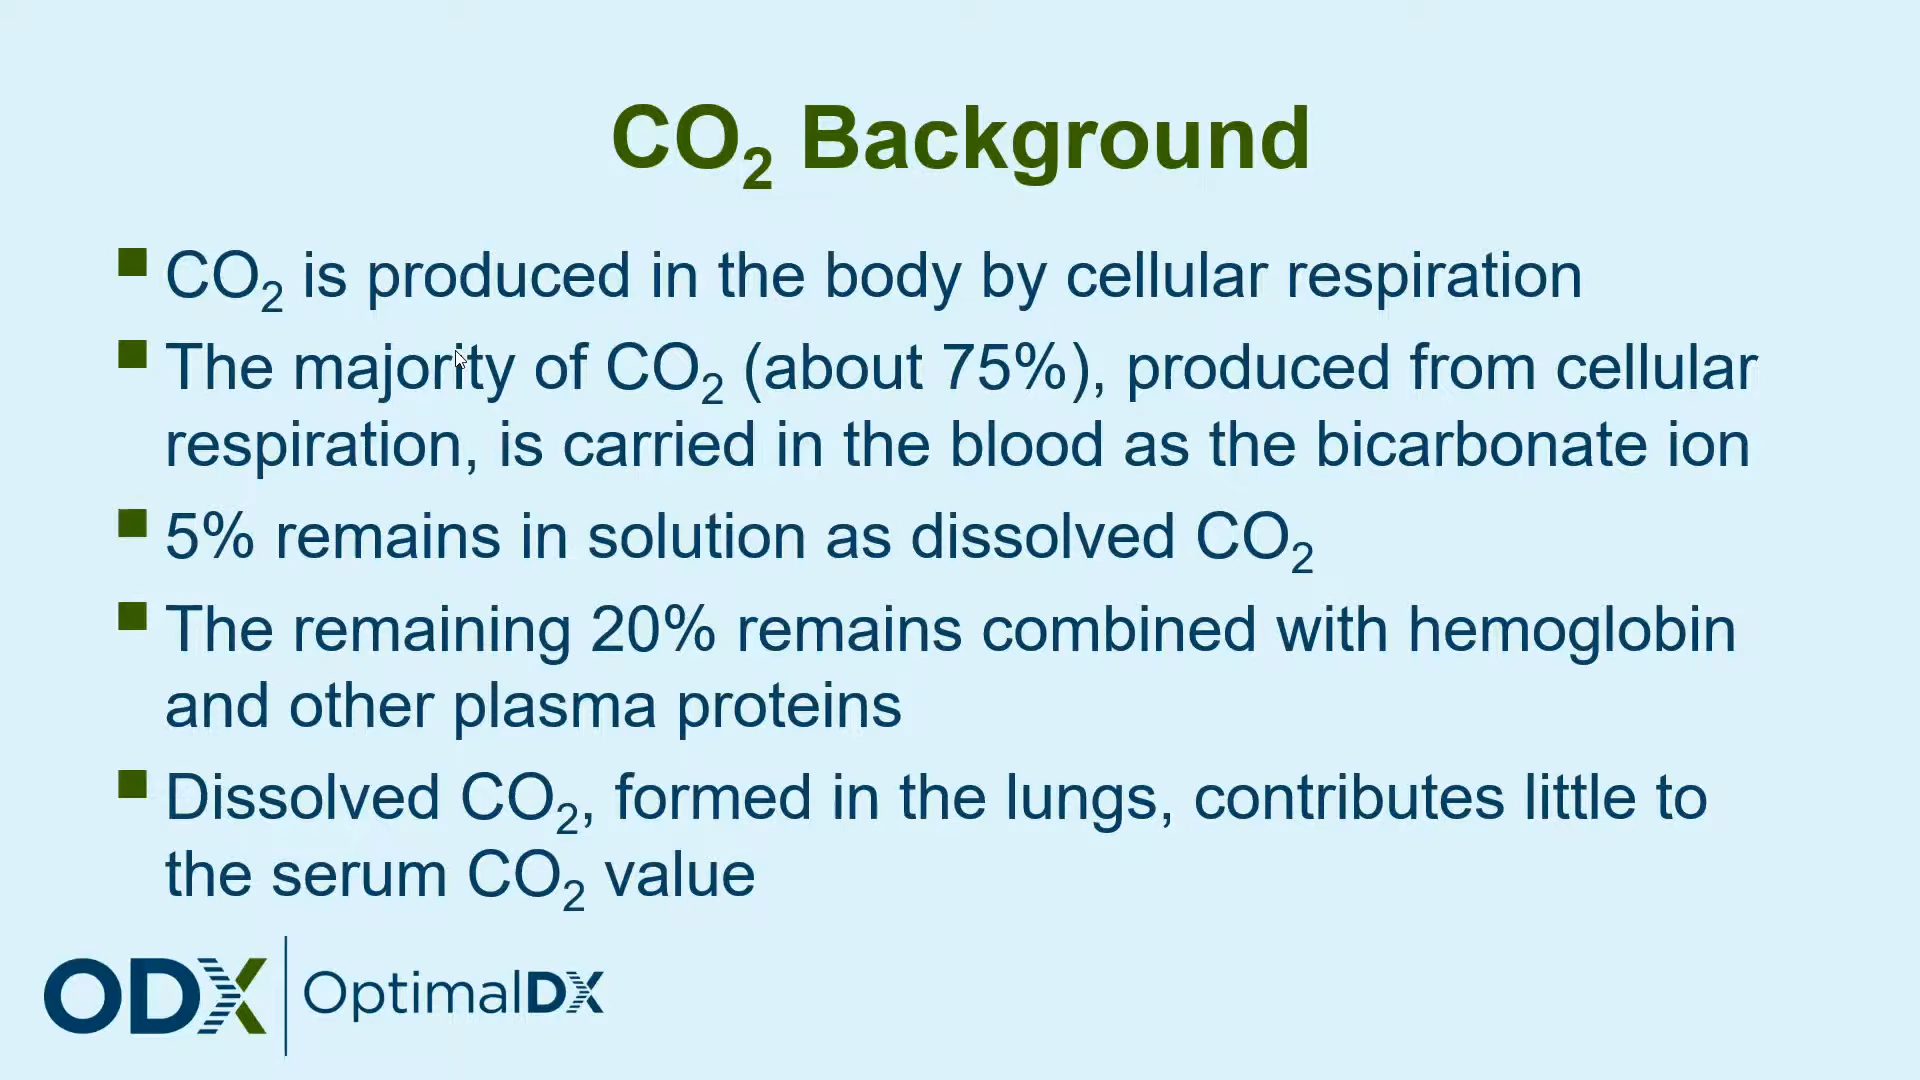 CO₂ Background
CO₂ is produced in the body by cellular respiration
The majority of CO₂ (about 75%), produced from cellular
respiration, is carried in the blood as the bicarbonate ion
5% remains in solution as dissolved CO₂
The remaining 20% remains combined with hemoglobin
and other plasma proteins
Dissolved CO₂, formed in the lungs, contributes little to
the serum CO₂ value
ODX OptimalDX